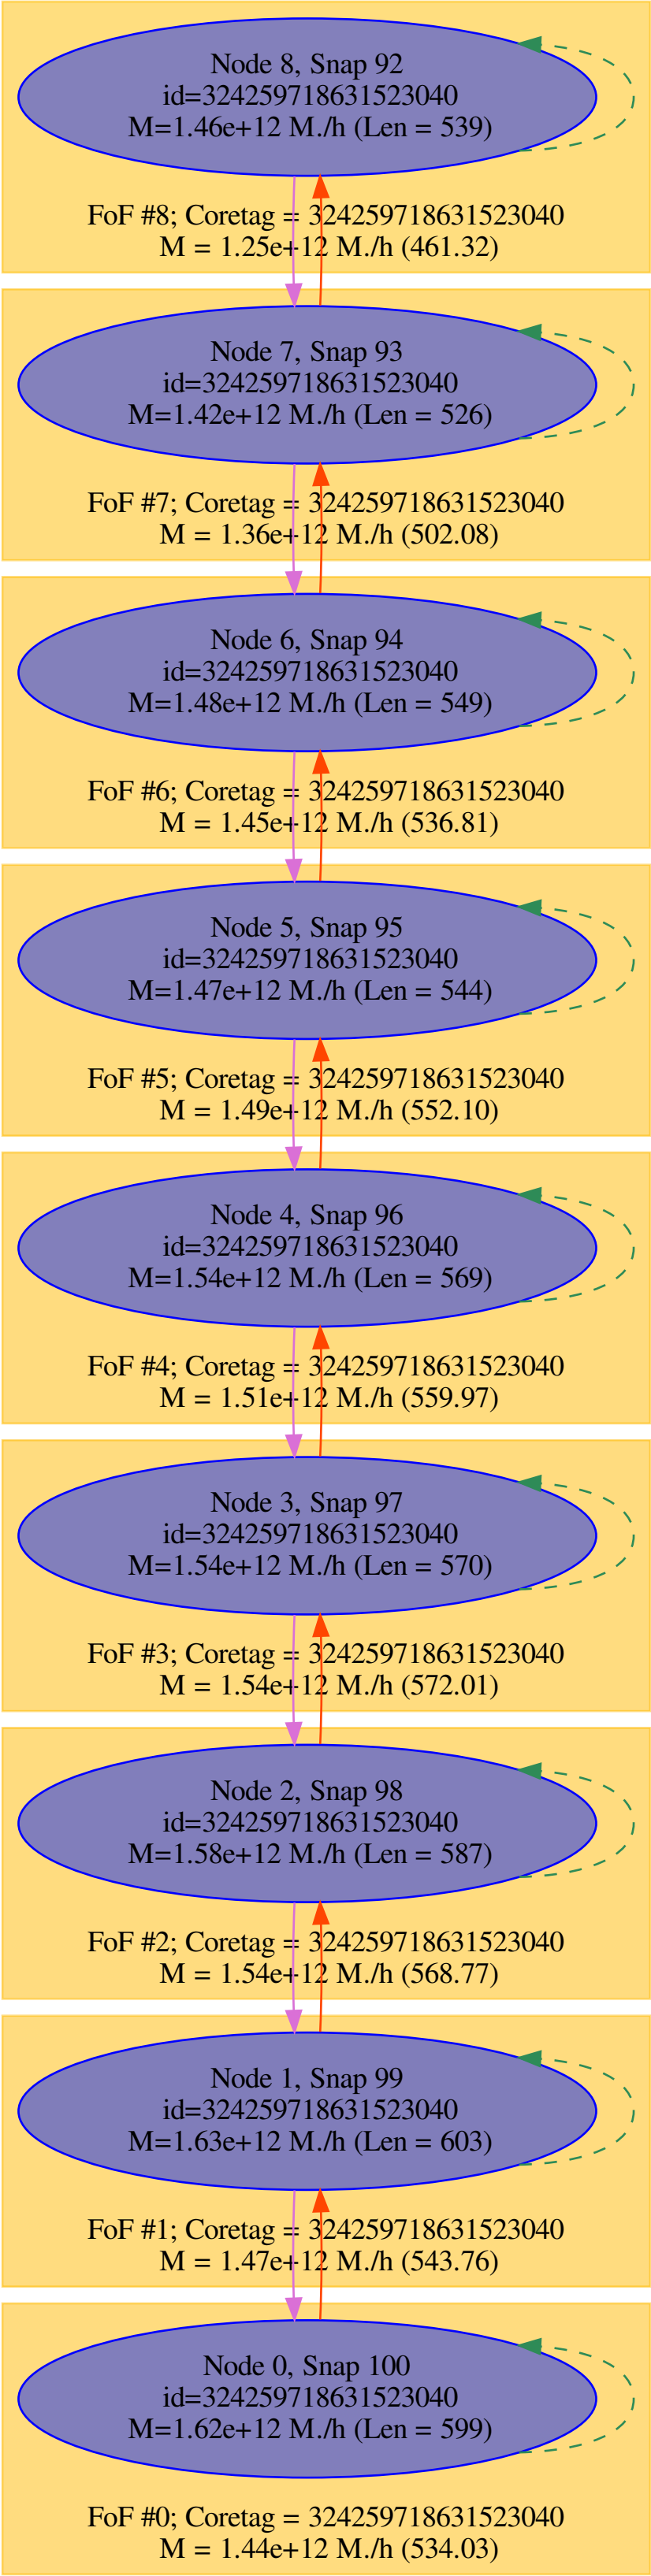 Node 8, Snap 92
id=324259718631523040
M=1.46e+12 M./h (Len = 539)
FoF #8; Coretag = 324259718631523040
M = 1.25e+12 M./h (461.32)
Node 7, Snap 93
id=324259718631523040
M=1.42e+12 M./h (Len = 526)
FoF #7; Coretag = 324259718631523040
M = 1.36e+12 M./h (502.08)
Node 6, Snap 94
id=324259718631523040
M=1.48e+12 M./h (Len = 549)
FoF #6; Coretag = 324259718631523040
M = 1.45e+12 M./h (536.81)
Node 5, Snap 95
id=324259718631523040
M=1.47e+12 M./h (Len = 544)
FoF #5; Coretag = 324259718631523040
M = 1.49e+12 M./h (552.10)
Node 4, Snap 96
id=324259718631523040
M=1.54e+12 M./h (Len = 569)
FoF #4; Coretag = 324259718631523040
M = 1.51e+12 M./h (559.97)
Node 3, Snap 97
id=324259718631523040
M=1.54e+12 M./h (Len = 570)
FoF #3; Coretag = 324259718631523040
M = 1.54e+12 M./h (572.01)
Node 2, Snap 98
id=324259718631523040
M=1.58e+12 M./h (Len = 587)
FoF #2; Coretag = 324259718631523040
M = 1.54e+12 M./h (568.77)
Node 1, Snap 99
id=324259718631523040
M=1.63e+12 M./h (Len = 603)
FoF #1; Coretag = 324259718631523040
M = 1.47e+12 M./h (543.76)
Node 0, Snap 100
id=324259718631523040
M=1.62e+12 M./h (Len = 599)
FoF #0; Coretag = 324259718631523040
M = 1.44e+12 M./h (534.03)